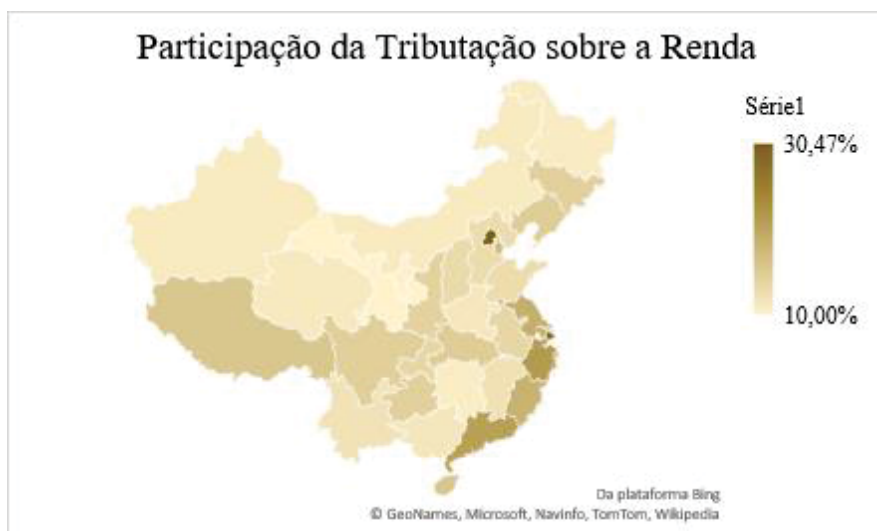 Participação da Tributação sobre a Renda
Série1
30,47%
10,00%
Da plataforma Bing
© GeoNames, Microsoft, Navinfo, TomTom, Wikipedia